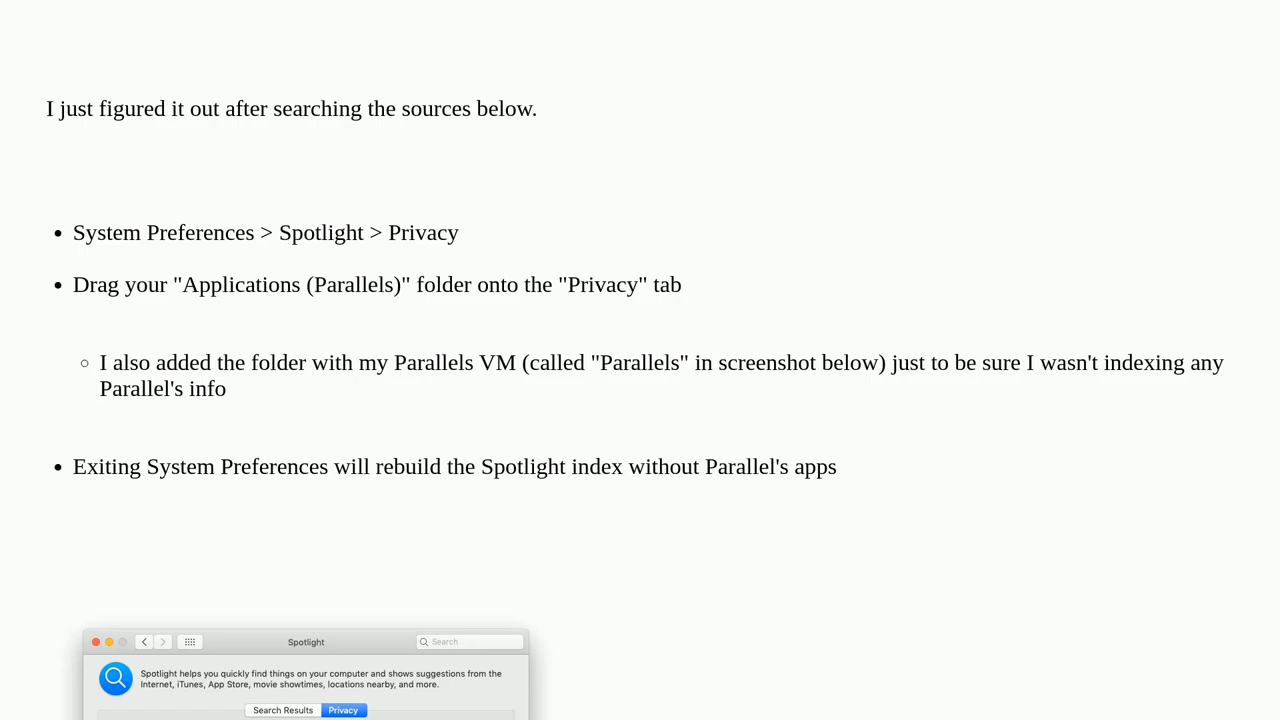 I just figured it out after searching the sources below.
• System Preferences > Spotlight > Privacy
• Drag your "Applications (Parallels)" folder onto the "Privacy" tab
◦ I also added the folder with my Parallels VM (called "Parallels" in screenshot below) just to be sure I wasn't indexing any
Parallel's info
• Exiting System Preferences will rebuild the Spotlight index without Parallel's apps
Spotlight
Search
Spotlight helps you quickly find things on your computer and shows suggestions from the
Internet, iTunes, App Store, movie showtimes, locations nearby, and more.
Search Results Privacy